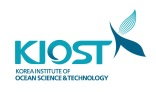 KIOST
KOREA INSTITUTE OF
OCEAN SCIENCE & TECHNOLOGY